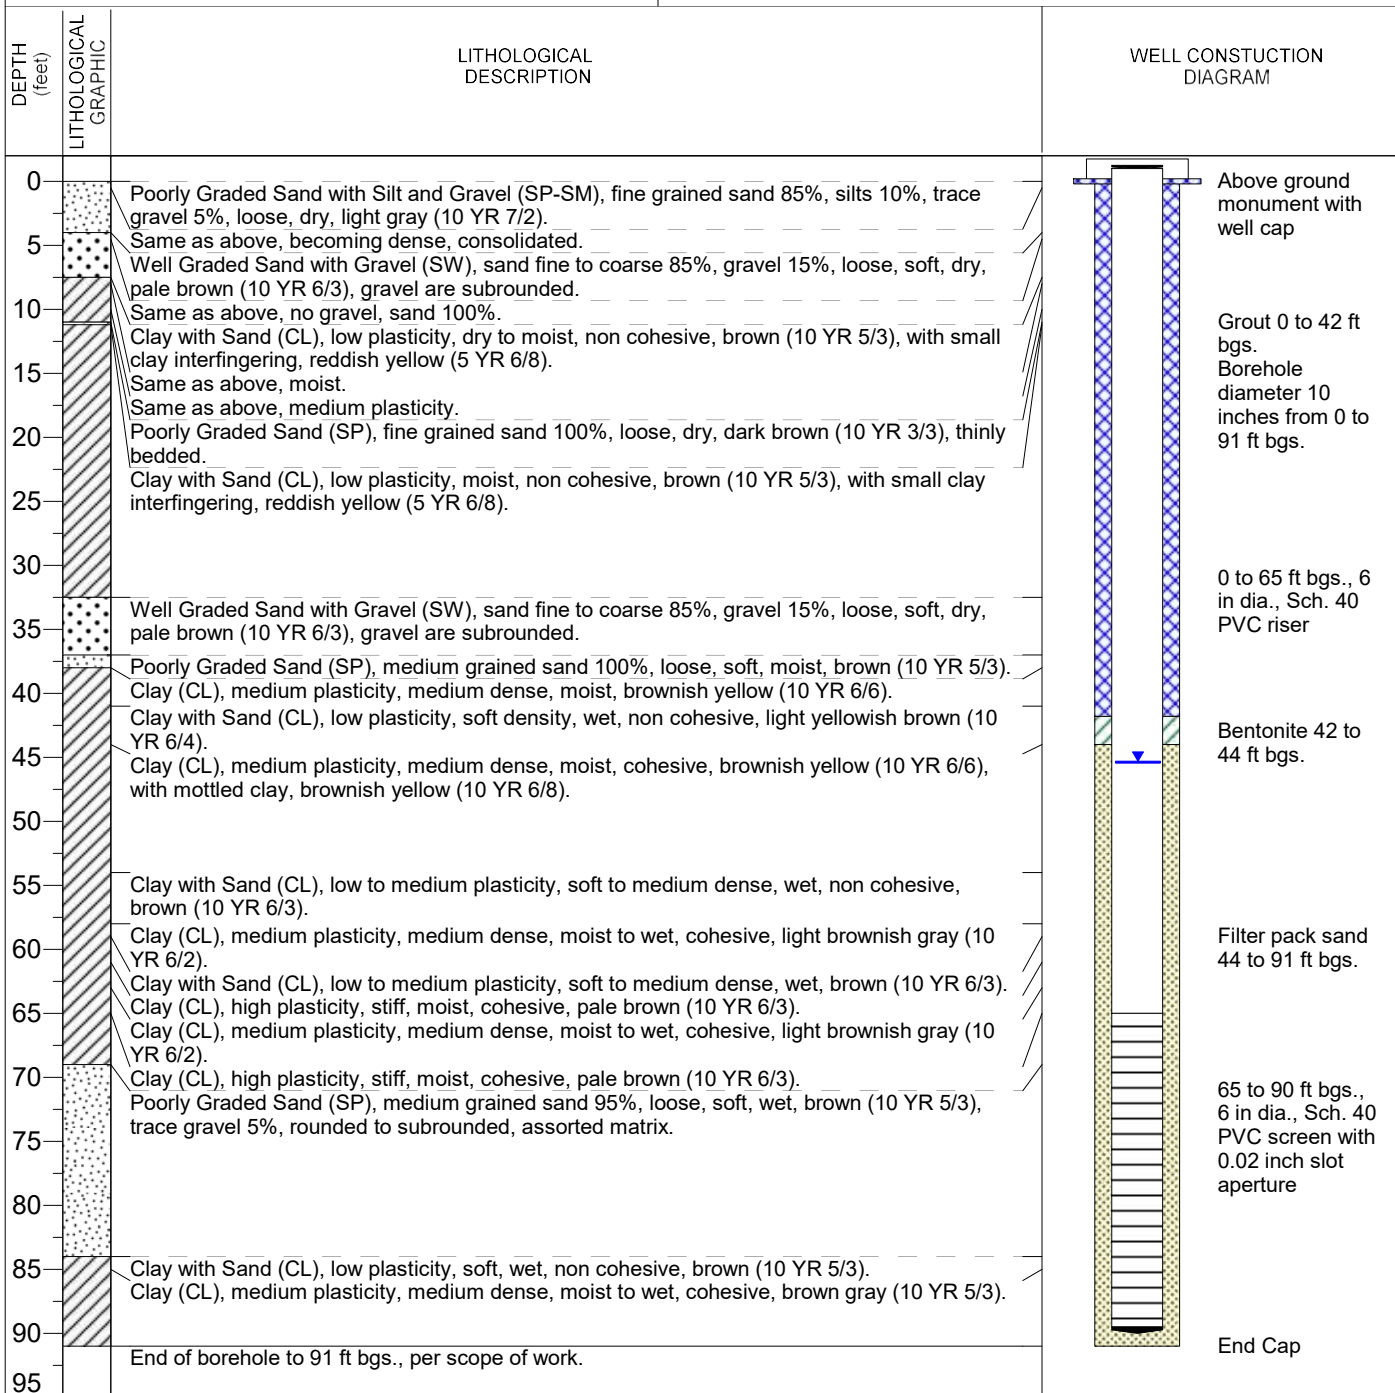 DEPTH
(feet)
LITHOLOGICAL
GRAPHIC
LITHOLOGICAL
DESCRIPTION
WELL CONSTUCTION
DIAGRAM
0
5
10
15
20
25
30
35
40
45
50
55
60
65
70
75
80
85
90
95
Poorly Graded Sand with Silt and Gravel (SP-SM), fine grained sand 85%, silts 10%, trace
gravel 5%, loose, dry, light gray (10 YR 7/2).
Same as above, becoming dense, consolidated.
Well Graded Sand with Gravel (SW), sand fine to coarse 85%, gravel 15%, loose, soft, dry,
pale brown (10 YR 6/3), gravel are subrounded.
Same as above, no gravel, sand 100%.
Clay with Sand (CL), low plasticity, dry to moist, non cohesive, brown (10 YR 5/3), with small
clay interfingering, reddish yellow (5 YR 6/8).
Same as above, moist.
Same as above, medium plasticity.
Poorly Graded Sand (SP), fine grained sand 100%, loose, dry, dark brown (10 YR 3/3), thinly
bedded.
Clay with Sand (CL), low plasticity, moist, non cohesive, brown (10 YR 5/3), with small clay
interfingering, reddish yellow (5 YR 6/8).
Well Graded Sand with Gravel (SW), sand fine to coarse 85%, gravel 15%, loose, soft, dry,
pale brown (10 YR 6/3), gravel are subrounded.
Poorly Graded Sand (SP), medium grained sand 100%, loose, soft, moist, brown (10 YR 5/3).
Clay (CL), medium plasticity, medium dense, moist, brownish yellow (10 YR 6/6).
Clay with Sand (CL), low plasticity, soft density, wet, non cohesive, light yellowish brown (10
YR 6/4).
Clay (CL), medium plasticity, medium dense, moist, cohesive, brownish yellow (10 YR 6/6),
with mottled clay, brownish yellow (10 YR 6/8).
Clay with Sand (CL), low to medium plasticity, soft to medium dense, wet, non cohesive,
brown (10 YR 6/3).
Clay (CL), medium plasticity, medium dense, moist to wet, cohesive, light brownish gray (10
YR 6/2).
Clay with Sand (CL), low to medium plasticity, soft to medium dense, wet, brown (10 YR 6/3).
Clay (CL), high plasticity, stiff, moist, cohesive, pale brown (10 YR 6/3).
Clay (CL), medium plasticity, medium dense, moist to wet, cohesive, light brownish gray (10
YR 6/2).
Clay (CL), high plasticity, stiff, moist, cohesive, pale brown (10 YR 6/3).
Poorly Graded Sand (SP), medium grained sand 95%, loose, soft, wet, brown (10 YR 5/3),
trace gravel 5%, rounded to subrounded, assorted matrix.
Clay with Sand (CL), low plasticity, soft, wet, non cohesive, brown (10 YR 5/3).
Clay (CL), medium plasticity, medium dense, moist to wet, cohesive, brown gray (10 YR 5/3).
End of borehole to 91 ft bgs., per scope of work.
Above ground
monument with
well cap
Grout 0 to 42 ft
bgs.
Borehole
diameter 10
inches from 0 to
91 ft bgs.
0 to 65 ft bgs., 6
in dia., Sch. 40
PVC riser
Bentonite 42 to
44 ft bgs.
Filter pack sand
44 to 91 ft bgs.
65 to 90 ft bgs.,
6 in dia., Sch. 40
PVC screen with
0.02 inch slot
aperture
End Cap